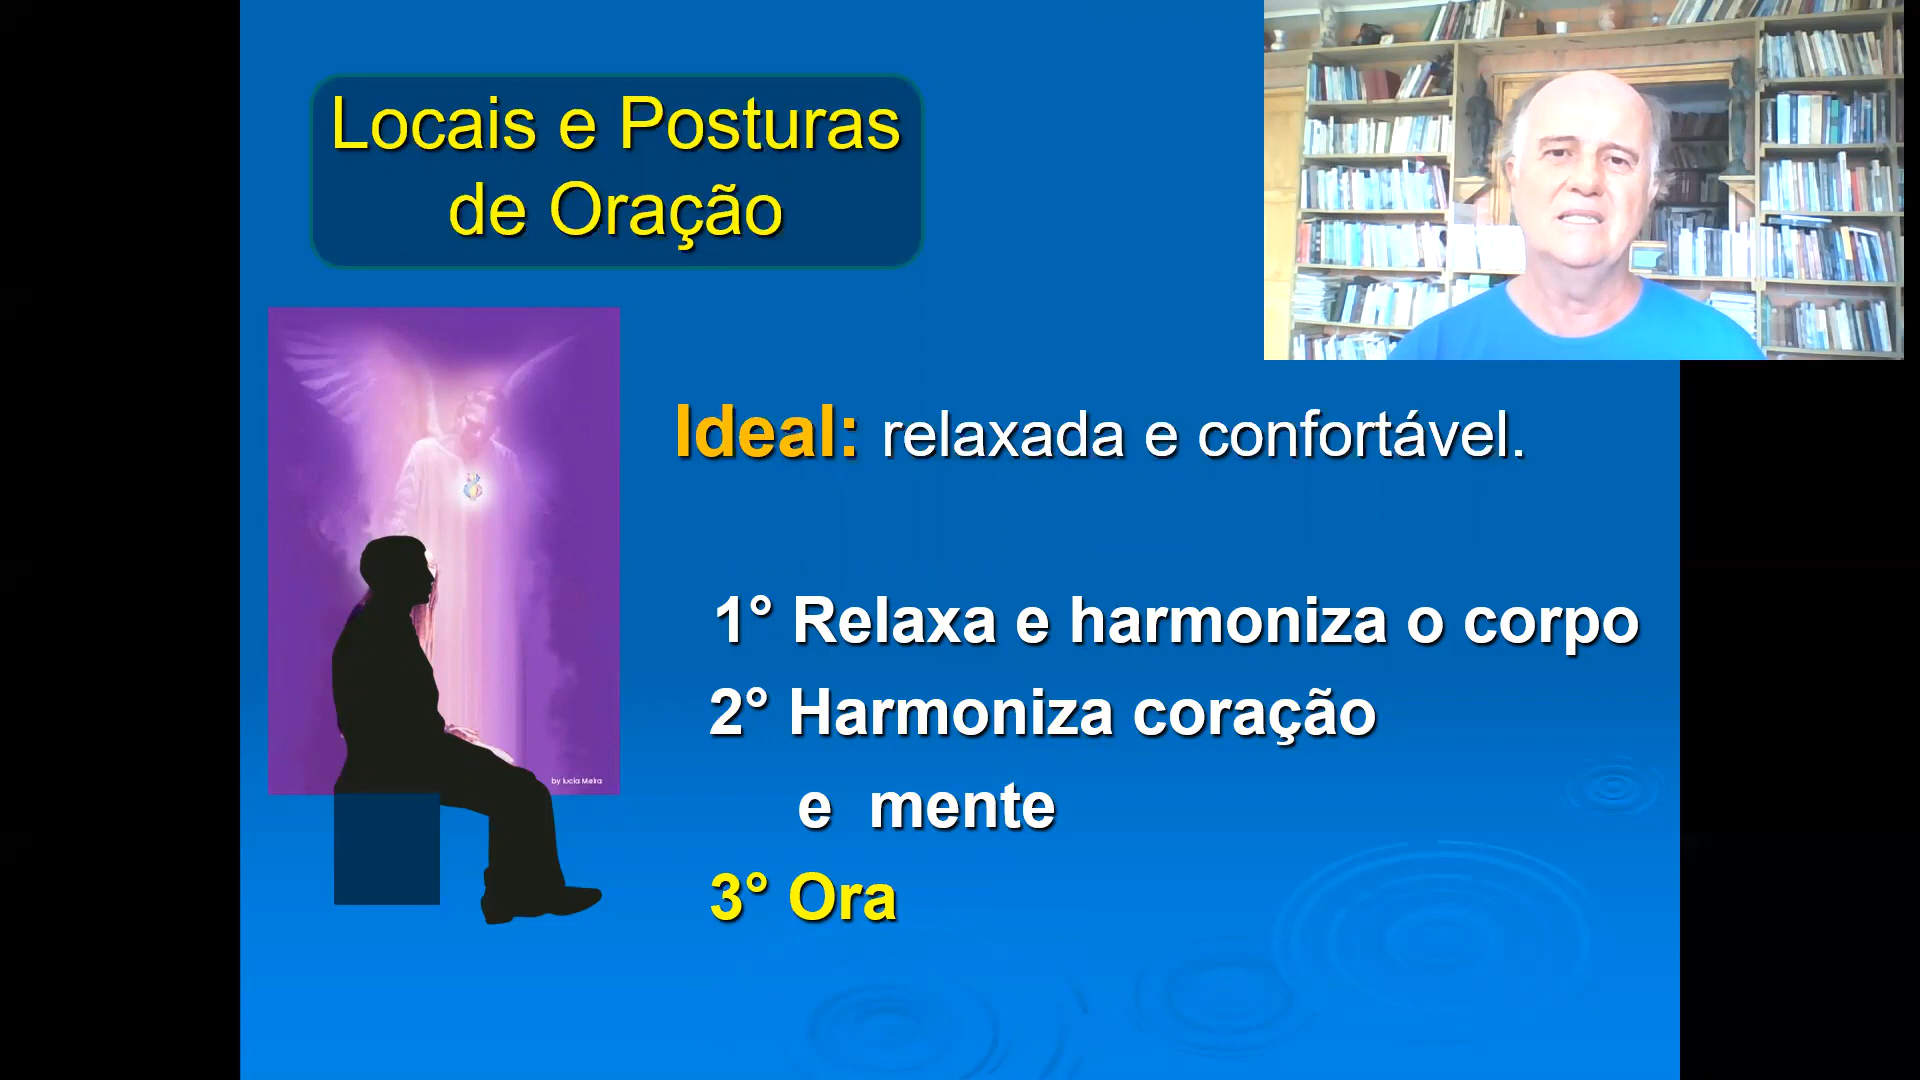 Locais e Posturas
de Oração
Ideal: relaxada e confortável.
1° Relaxa e harmoniza o corpo
2° Harmoniza coração
e mente
3° Ora
by lucia Meira